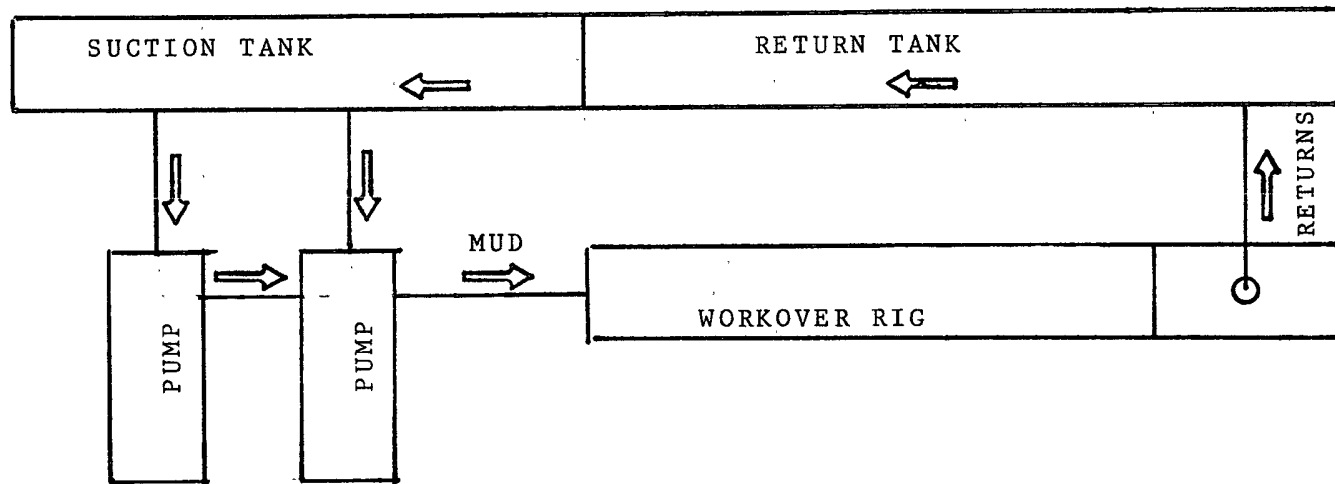 SUCTION TANK
RETURN TANK
RETURNS
MUD
PUMP
PUMP
WORKOVER RIG